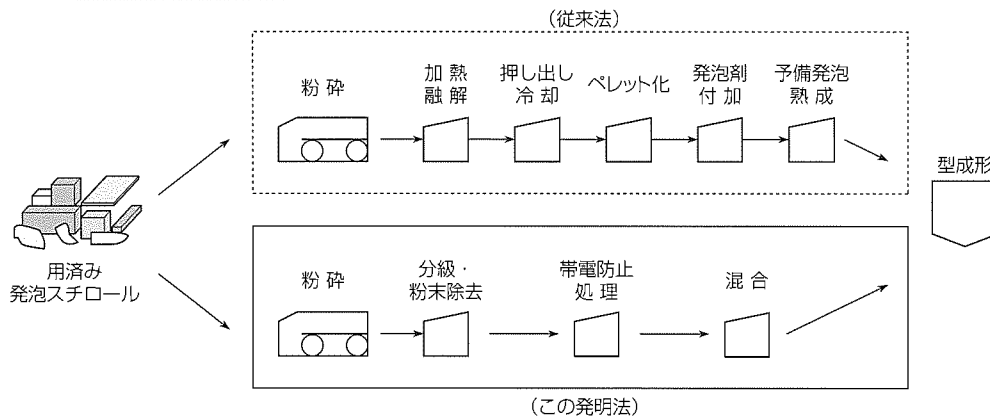 （従来法）
粉 砕
加 熱
融 解
押し出し
冷 却
ペレット化
発泡剤
付 加
予備発泡
熟 成
型成形
用済み
発泡スチロール
粉 砕
分 級・
粉末除去
帯電防止
処 理
混 合
（この発明法）